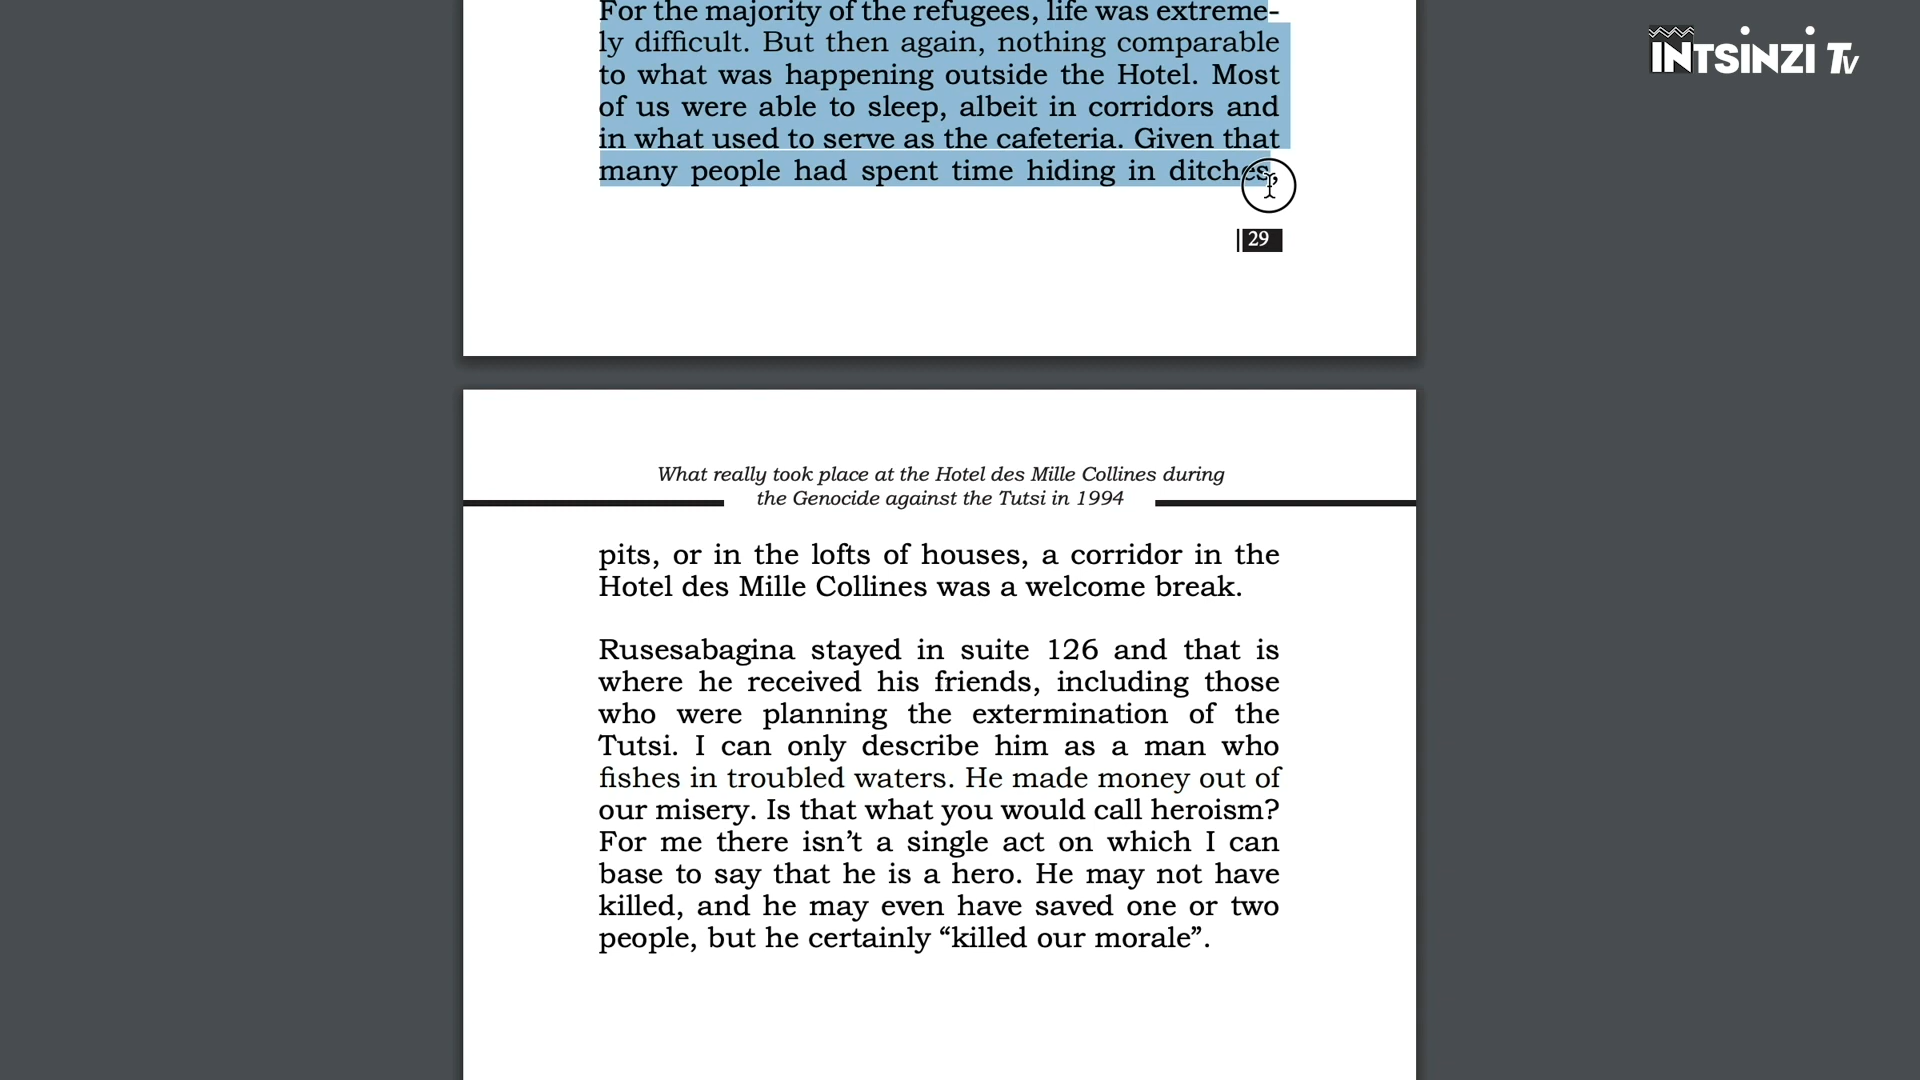 For the majority of the refugees, life was extreme-
ly difficult. But then again, nothing comparable
to what was happening outside the Hotel. Most
of us were able to sleep, albeit in corridors and
in what used to serve as the cafeteria. Given that
many people had spent time hiding in ditches,
29
INTSINZI TV
What really took place at the Hotel des Mille Collines during
the Genocide against the Tutsi in 1994
pits, or in the lofts of houses, a corridor in the
Hotel des Mille Collines was a welcome break.
Rusesabagina stayed in suite 126 and that is
where he received his friends, including those
who were planning the extermination of the
Tutsi. I can only describe him as a man who
fishes in troubled waters. He made money out of
our misery. Is that what you would call heroism?
For me there isn’t a single act on which I can
base to say that he is a hero. He may not have
killed, and he may even have saved one or two
people, but he certainly “killed our morale”.